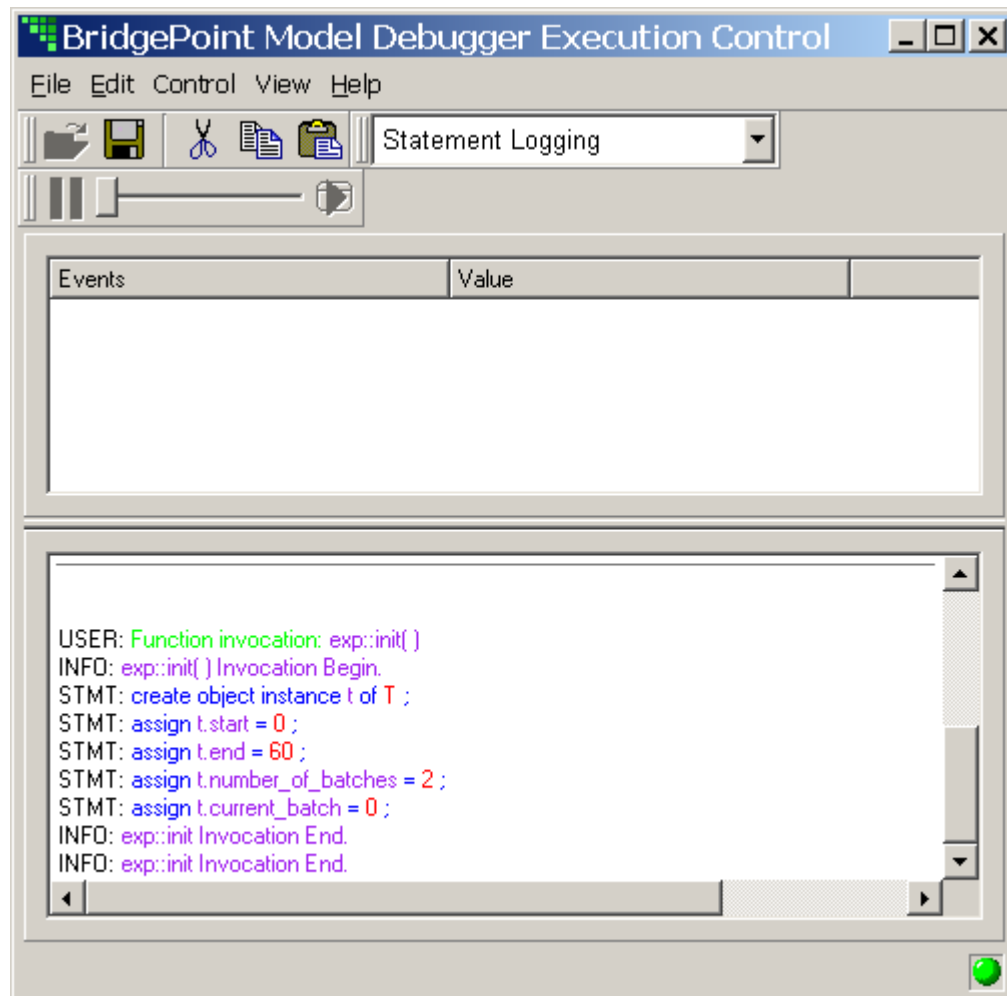 BridgePoint Model Debugger Execution Control
File Edit Control View Help
Statement Logging
Events Value
USER: Function invocation: exp::init( )
INFO: exp::init( ) Invocation Begin.
STMT: create object instance t of T ;
STMT: assign t.start = 0 ;
STMT: assign t.end = 60 ;
STMT: assign t.number_of_batches = 2 ;
STMT: assign t.current_batch = 0 ;
INFO: exp::init Invocation End.
INFO: exp::init Invocation End.